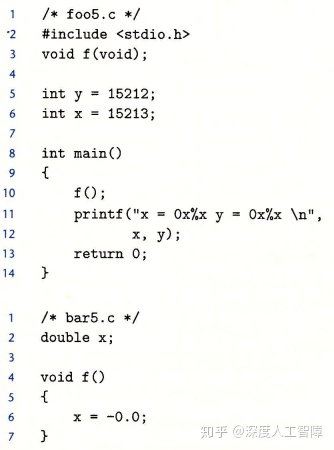 1 /* foo5.c */
2 #include <stdio.h>
3 void f(void);
4
5 int y = 15212;
6 int x = 15213;
7
8 int main()
9 {
10 f();
11 printf("x = 0x%x y = 0x%x \n",
12 x, y);
13 return 0;
14 }
1 /* bar5.c */
2 double x;
3
4 void f()
5 {
6 x = -0.0;
7 }
知乎 @深度人工智障